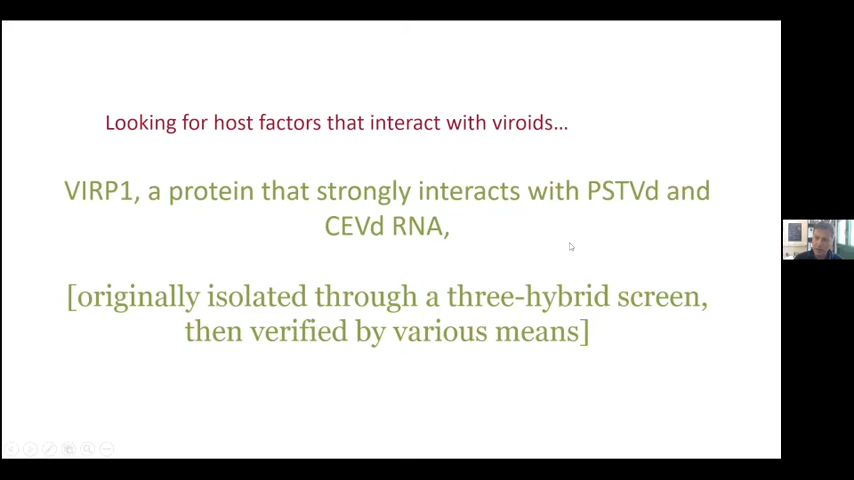 Looking for host factors that interact with viroids...
VIRP1, a protein that strongly interacts with PSTVd and
CEVd RNA,
[originally isolated through a three-hybrid screen,
then verified by various means]